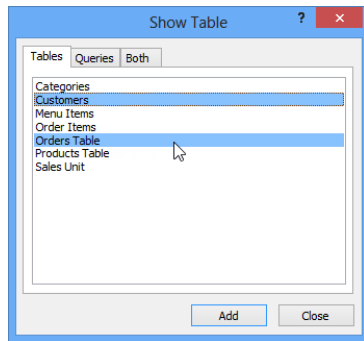 Show Table
?
×
Tables Queries Both
Categories
Customers
Menu Items
Order Items
Orders Table
Products Table
Sales Unit
Add Close